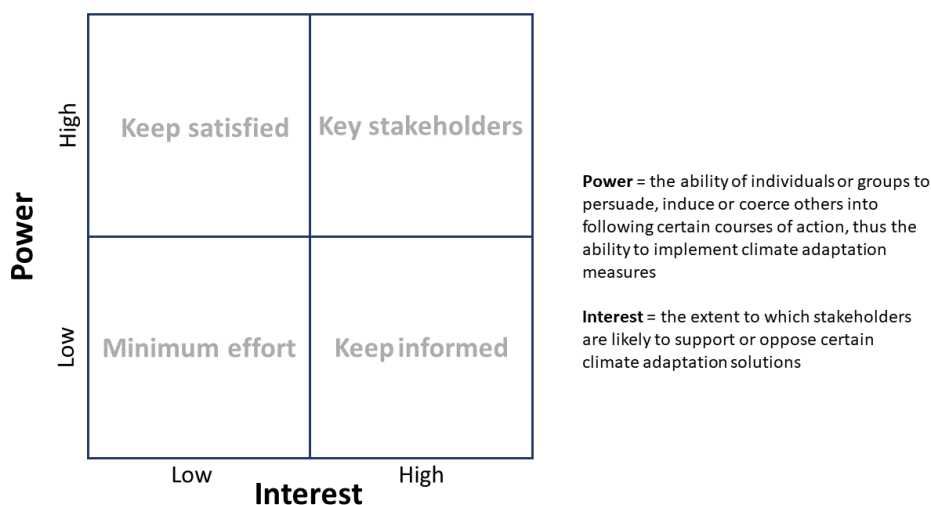 High
Keep satisfied
Key stakeholders
Power
Low
Minimum effort
Keep informed
Low
High
Interest
Power = the ability of individuals or groups to
persuade, induce or coerce others into
following certain courses of action, thus the
ability to implement climate adaptation
measures
Interest = the extent to which stakeholders
are likely to support or oppose certain
climate adaptation solutions